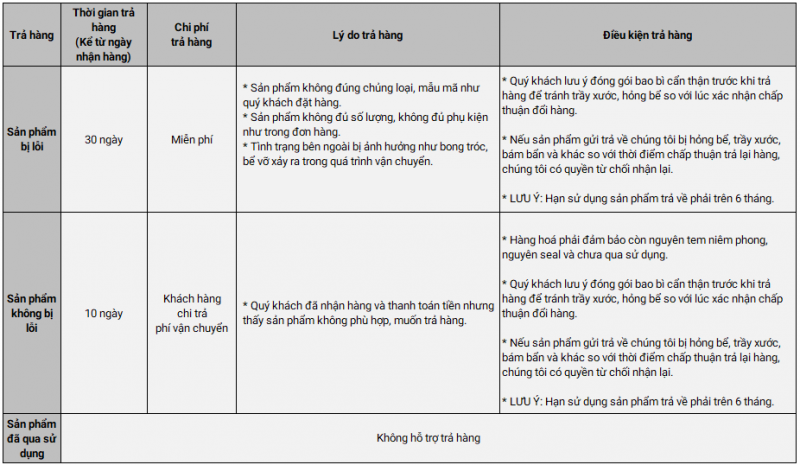 Trả hàng
Thời gian trả
hàng
(Kể từ ngày
nhận hàng)
Chi phí
trả hàng
Lý do trả hàng
Điều kiện trả hàng
Sản phẩm
bị lỗi
30 ngày
Miễn phí
* Sản phẩm không đúng chủng loại, mẫu mã như
quý khách đặt hàng.
* Sản phẩm không đủ số lượng, không đủ phụ kiện
như trong đơn hàng.
* Tình trạng bên ngoài bị ảnh hưởng như bong tróc,
bể vỡ xảy ra trong quá trình vận chuyển.
* Quý khách lưu ý đóng gói bao bì cẩn thận trước khi trả
hàng để tránh trầy xước, hỏng bể so với lúc xác nhận chấp
thuận đổi hàng.
* Nếu sản phẩm gửi trả về chúng tôi bị hỏng bể, trầy xước,
bám bẩn và khác so với thời điểm chấp thuận trả lại hàng,
chúng tôi có quyền từ chối nhận lại.
* LƯU Ý: Hạn sử dụng sản phẩm trả về phải trên 6 tháng.
Sản phẩm
không bị
lỗi
10 ngày
Khách hàng
chi trả
phí vận chuyển
* Quý khách đã nhận hàng và thanh toán tiền nhưng
thấy sản phẩm không phù hợp, muốn trả hàng.
* Hàng hoá phải đảm bảo còn nguyên tem niêm phong,
nguyên seal và chưa qua sử dụng.
* Quý khách lưu ý đóng gói bao bì cẩn thận trước khi trả
hàng để tránh trầy xước, hỏng bể so với lúc xác nhận chấp
thuận đổi hàng.
* Nếu sản phẩm gửi trả về chúng tôi bị hỏng bể, trầy xước,
bám bẩn và khác so với thời điểm chấp thuận trả lại hàng,
chúng tôi có quyền từ chối nhận lại.
* LƯU Ý: Hạn sử dụng sản phẩm trả về phải trên 6 tháng.
Sản phẩm
đã qua sử
dụng
Không hỗ trợ trả hàng